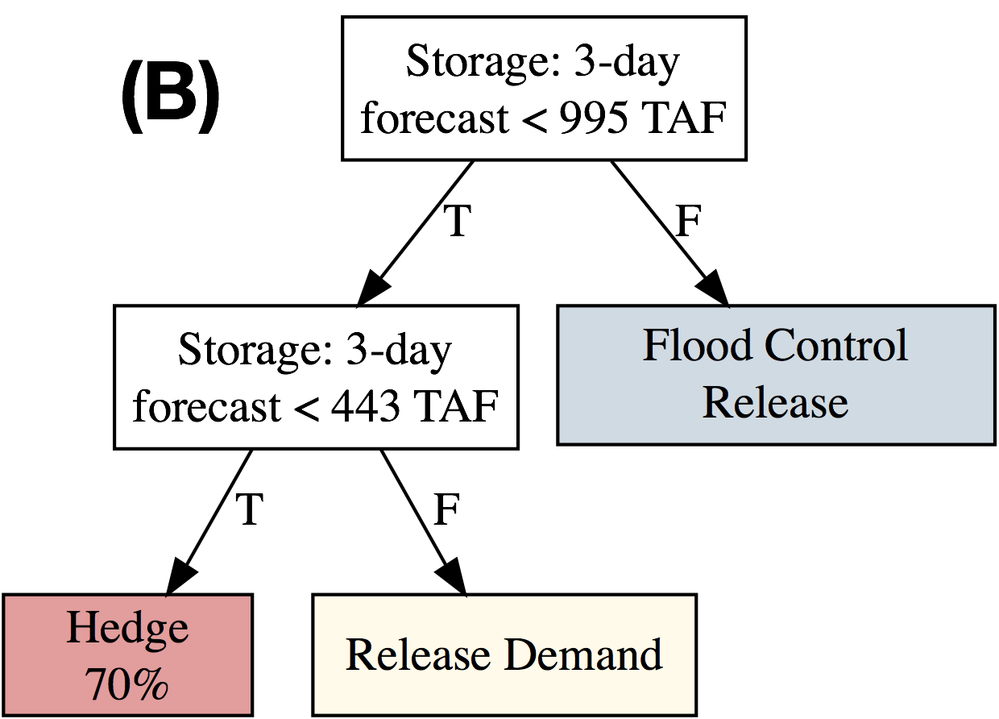 (B)
Storage: 3-day
forecast < 995 TAF
T
F
Storage: 3-day
forecast < 443 TAF
Flood Control
Release
T
F
Hedge
70%
Release Demand